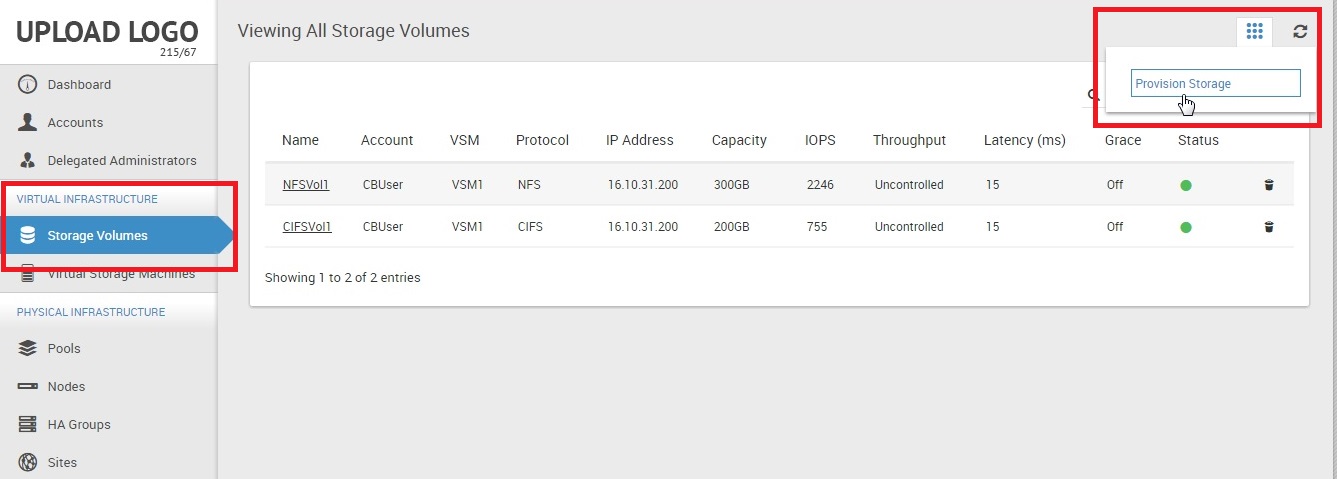 UPLOAD LOGO
215/67
Dashboard
Accounts
Delegated Administrators
VIRTUAL INFRASTRUCTURE
Storage Volumes
Virtual Storage Machines
PHYSICAL INFRASTRUCTURE
Pools
Nodes
HA Groups
Sites
Viewing All Storage Volumes
Provision Storage
Name Account VSM Protocol IP Address Capacity IOPS Throughput Latency (ms) Grace Status
NFSVol1 CBUser VSM1 NFS 16.10.31.200 300GB 2246 Uncontrolled 15 Off
CIFSVol1 CBUser VSM1 CIFS 16.10.31.200 200GB 755 Uncontrolled 15 Off
Showing 1 to 2 of 2 entries